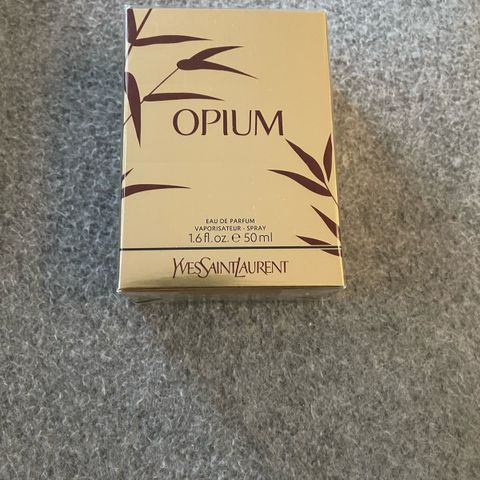 OPIUM
EAU DE PARFUM
VAPORISATEUR - SPRAY
1.6 fl.oz. ℮ 50 ml
YVESSAINTLAURENT